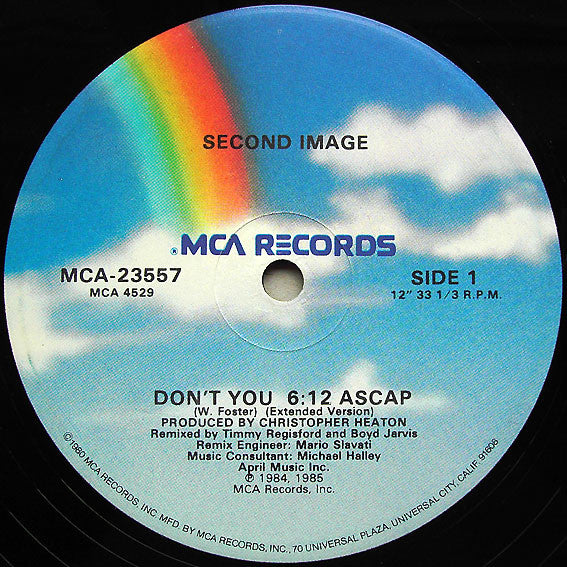 SECOND IMAGE
® MCA RECORDS
MCA-23557
MCA 4529
SIDE 1
12" 33 1/3 R.P.M.
DON'T YOU 6:12 ASCAP
(W. Foster) (Extended Version)
PRODUCED BY CHRISTOPHER HEATON
Remixed by Timmy Regisford and Boyd Jarvis
Remix Engineer: Mario Slavati
Music Consultant: Michael Halley
April Music Inc.
℗ 1984, 1985
MCA Records, Inc.
©1980 MCA RECORDS, INC. MFD. BY MCA RECORDS, INC., 70 UNIVERSAL PLAZA, UNIVERSAL CITY, CALIF. 91608